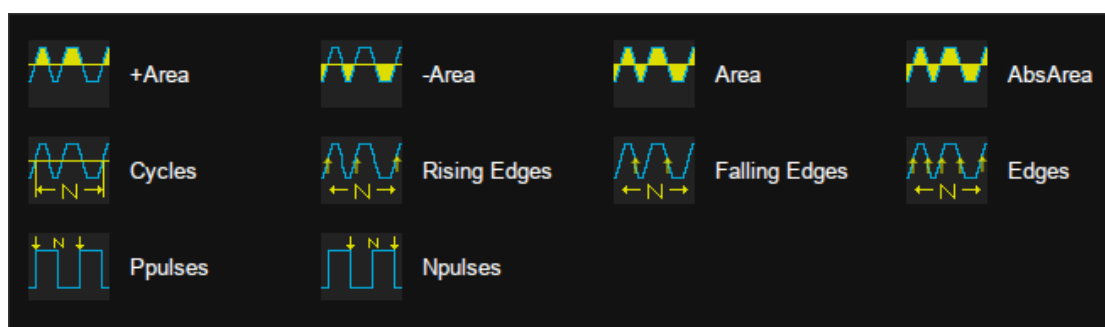 +Area -Area Area AbsArea
Cycles Rising Edges Falling Edges Edges
N N N N
Ppulses Npulses
N N